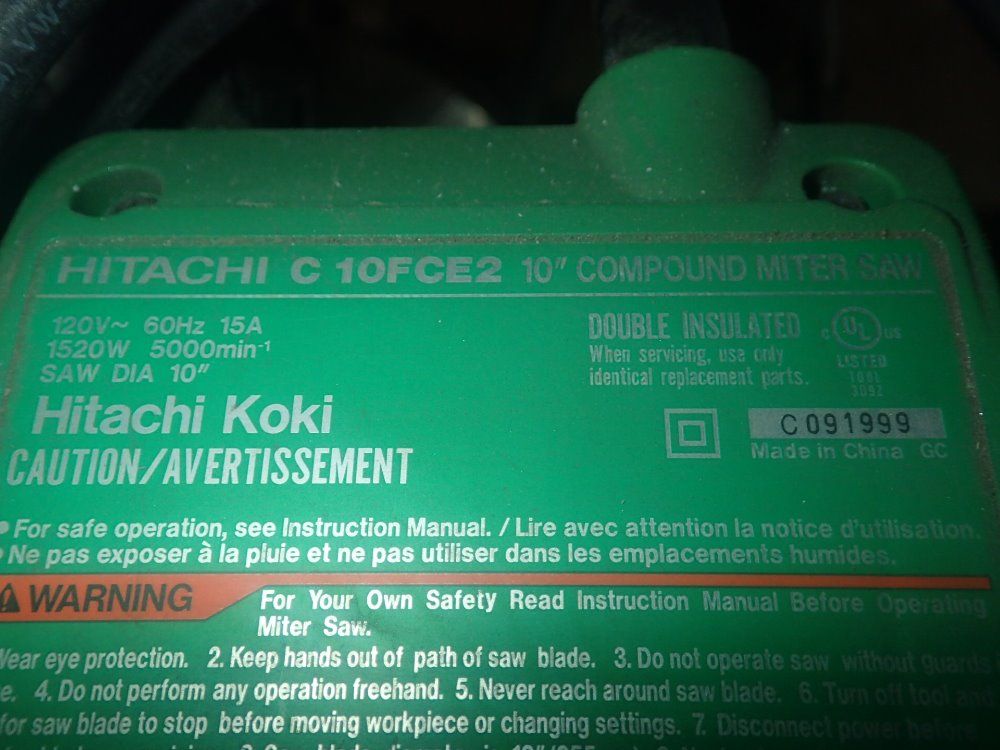 HITACHI C 10FCE2 10" COMPOUND MITER SAW
120V~ 60Hz 15A
1520W 5000min-1
SAW DIA 10"
DOUBLE INSULATED
When servicing, use only
identical replacement parts.
C UL US
LISTED
TOOL
309Z
Hitachi Koki
C091999
Made in China GC
CAUTION/AVERTISSEMENT
• For safe operation, see Instruction Manual. / Lire avec attention la notice d'utilisation.
• Ne pas exposer à la pluie et ne pas utiliser dans les emplacements humides.
WARNING
For Your Own Safety Read Instruction Manual Before Operating
Miter Saw.
Wear eye protection. 2. Keep hands out of path of saw blade. 3. Do not operate saw without guards
e. 4. Do not perform any operation freehand. 5. Never reach around saw blade. 6. Turn off tool and
for saw blade to stop before moving workpiece or changing settings. 7. Disconnect power before